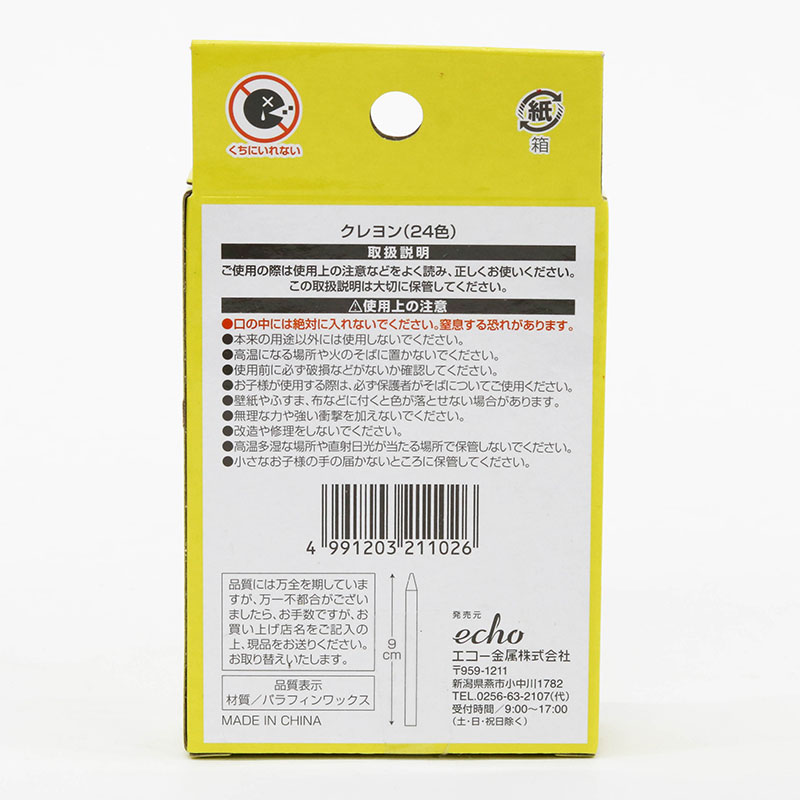 くちにいれない
紙
箱
クレヨン(24色)
取扱説明
ご使用の際は使用上の注意などをよく読み、正しくお使いください。
この取扱説明は大切に保管してください。
⚠使用上の注意
●口の中には絶対に入れないでください。窒息する恐れがあります。
●本来の用途以外には使用しないでください。
●高温になる場所や火のそばに置かないでください。
●使用前に必ず破損などがないか確認してください。
●お子様が使用する際は、必ず保護者がそばについてご使用ください。
●壁紙やふすま、布などに付くと色が落とせない場合があります。
●無理な力や強い衝撃を加えないでください。
●改造や修理をしないでください。
●高温多湿な場所や直射日光が当たる場所で保管しないでください。
●小さなお子様の手の届かないところに保管してください。
4 991203 211026
品質には万全を期していま
すが、万一不都合がござい
ましたら、お手数ですが、お
買い上げ店名をご記入の
上、現品をお送りください。
お取り替えいたします。
品質表示
材質/パラフィンワックス
MADE IN CHINA
9
cm
発売元
echo
エコー金属株式会社
〒959-1211
新潟県燕市小中川1782
TEL.0256-63-2107(代)
受付時間/9:00〜17:00
(土・日・祝日除く)